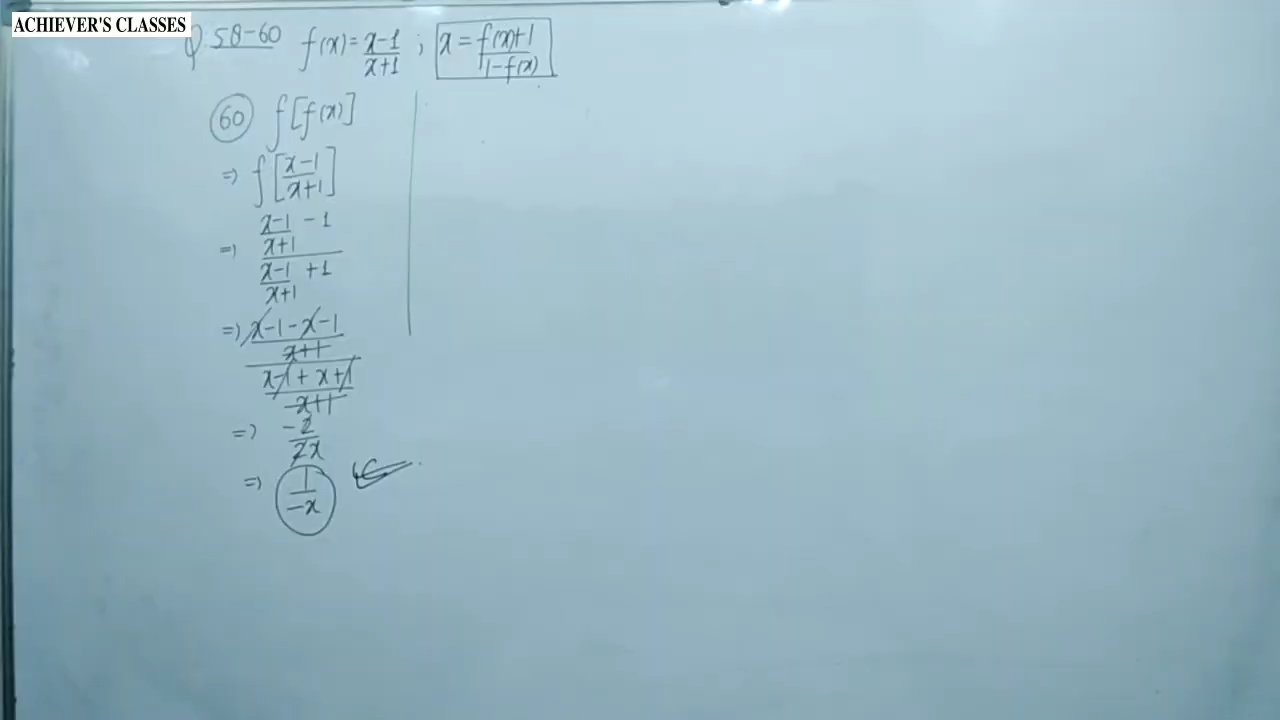 ACHIEVER'S CLASSES
Q 58-60 f(x) = x-1/x+1 ; x = f(x)+1/1-f(x)
60 f[f(x)]
=> f[x-1/x+1]
=> x-1/x+1 - 1
x-1/x+1 + 1
=> x-1-x-1
x+1
x-1+x+1
x+1
=> -2/2x
=> 1/-x